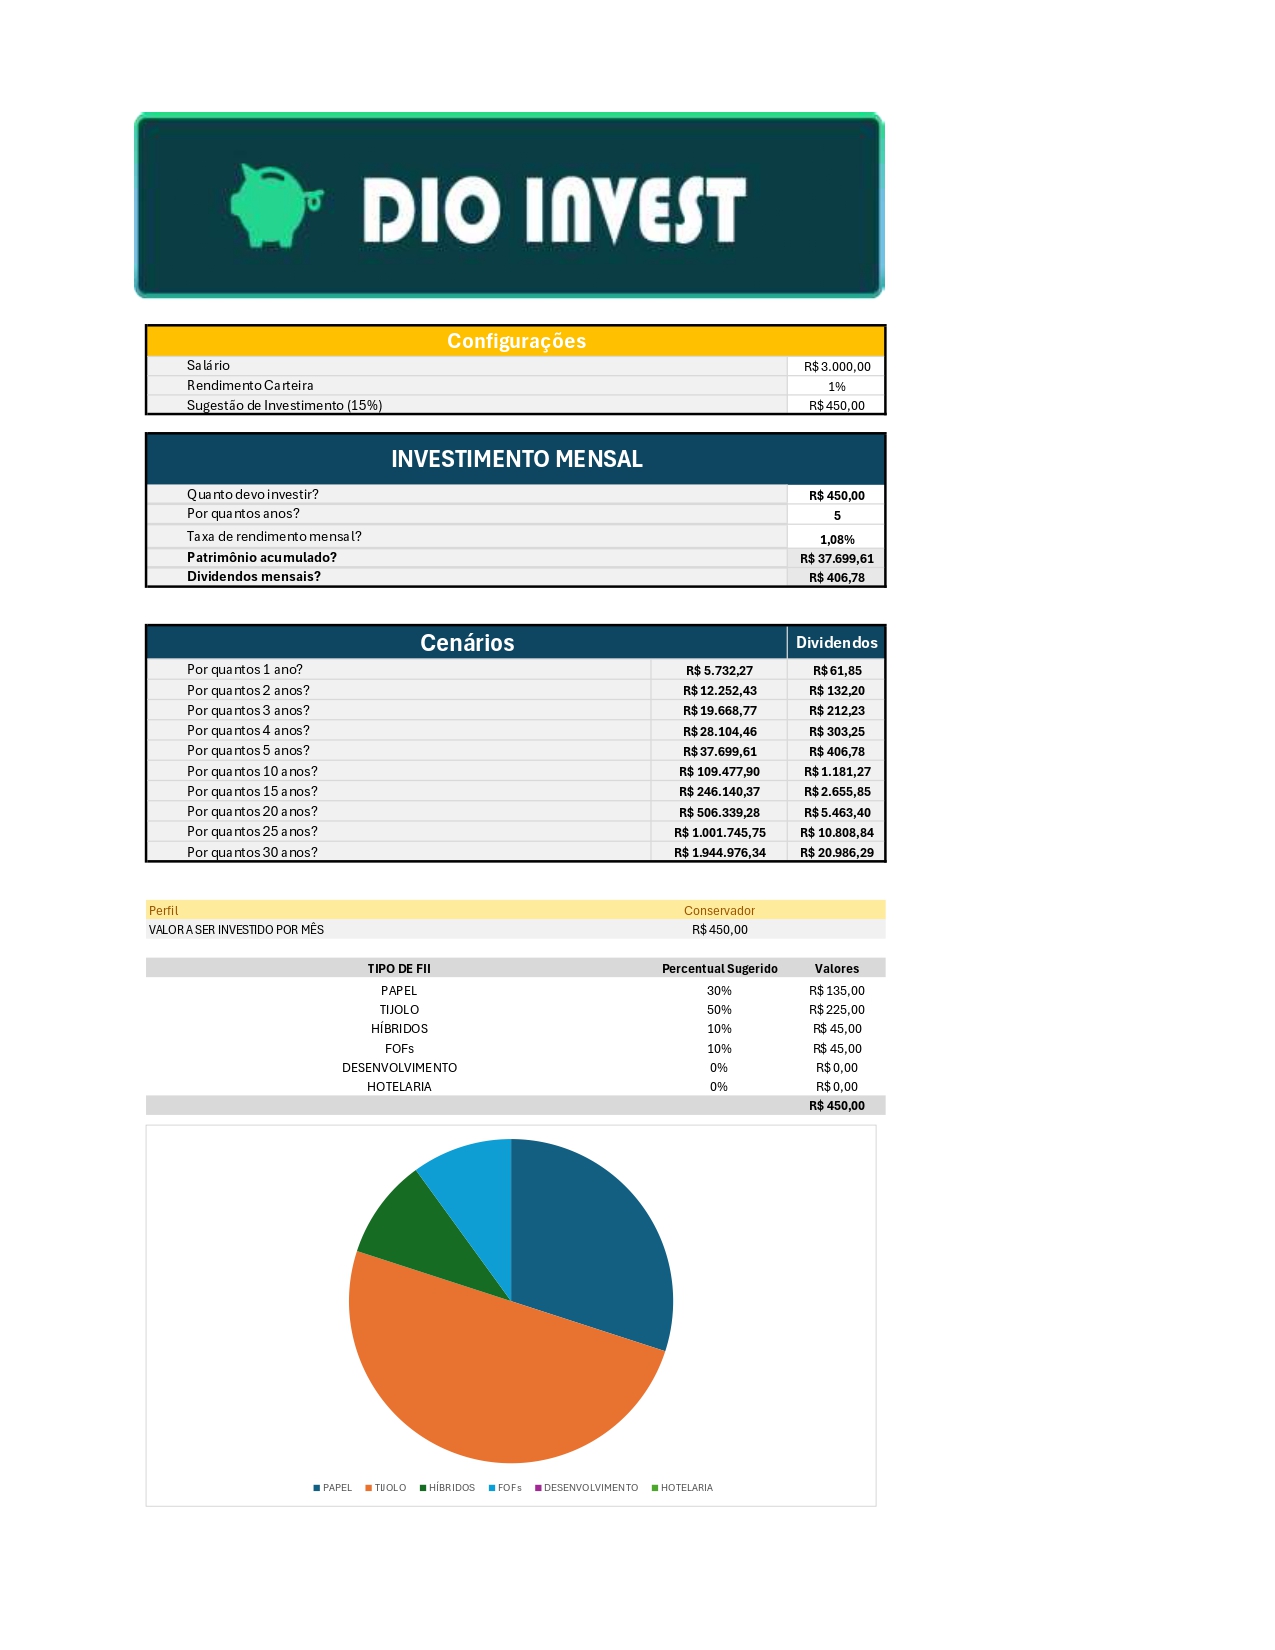 DIO INVEST
Configurações
Salário R$ 3.000,00
Rendimento Carteira 1%
Sugestão de Investimento (15%) R$ 450,00
INVESTIMENTO MENSAL
Quanto devo investir? R$ 450,00
Por quantos anos? 5
Taxa de rendimento mensal? 1,08%
Patrimônio acumulado? R$ 37.699,61
Dividendos mensais? R$ 406,78
Cenários Dividendos
Por quantos 1 ano? R$ 5.732,27 R$ 61,85
Por quantos 2 anos? R$ 12.252,43 R$ 132,20
Por quantos 3 anos? R$ 19.668,77 R$ 212,23
Por quantos 4 anos? R$ 28.104,46 R$ 303,25
Por quantos 5 anos? R$ 37.699,61 R$ 406,78
Por quantos 10 anos? R$ 109.477,90 R$ 1.181,27
Por quantos 15 anos? R$ 246.140,37 R$ 2.655,85
Por quantos 20 anos? R$ 506.339,28 R$ 5.463,40
Por quantos 25 anos? R$ 1.001.745,75 R$ 10.808,84
Por quantos 30 anos? R$ 1.944.976,34 R$ 20.986,29
Perfil Conservador
VALOR A SER INVESTIDO POR MÊS R$ 450,00
TIPO DE FII Percentual Sugerido Valores
PAPEL 30% R$ 135,00
TIJOLO 50% R$ 225,00
HÍBRIDOS 10% R$ 45,00
FOFs 10% R$ 45,00
DESENVOLVIMENTO 0% R$ 0,00
HOTELARIA 0% R$ 0,00
R$ 450,00
PAPEL TIJOLO HÍBRIDOS FOFs DESENVOLVIMENTO HOTELARIA